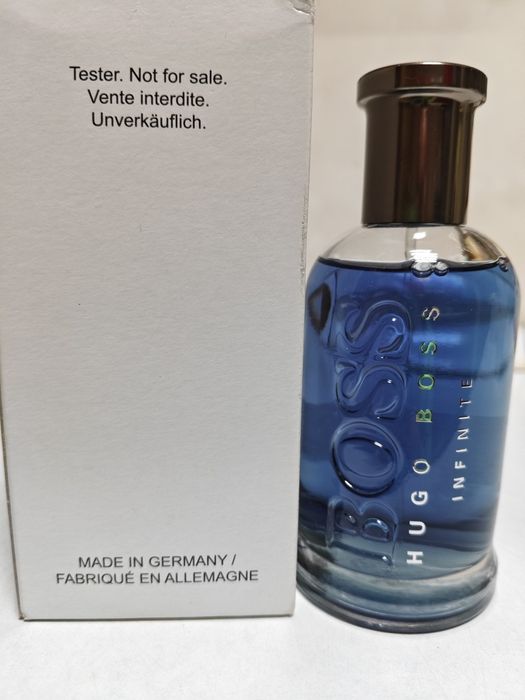 Tester. Not for sale.
Vente interdite.
Unverkäuflich.
MADE IN GERMANY /
FABRIQUÉ EN ALLEMAGNE
BOSS
HUGO BOSS
INFINITE